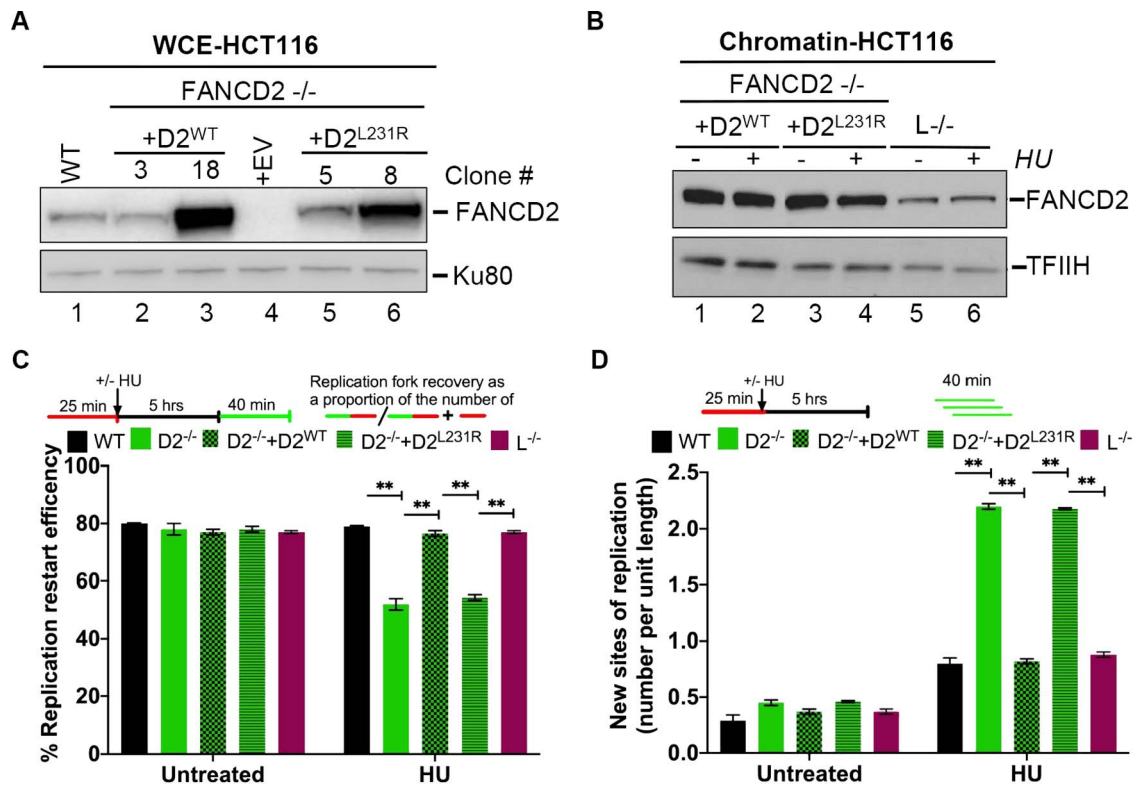 A
WCE-HCT116
FANCD2 -/-
WT
+D2WT
+EV
+D2L231R
3 18 5 8 Clone #
FANCD2
Ku80
1 2 3 4 5 6
B
Chromatin-HCT116
FANCD2 -/-
+D2WT +D2L231R L-/-
- + - + - + HU
FANCD2
TFIIH
1 2 3 4 5 6
C
+/- HU
25 min 5 hrs 40 min
Replication fork recovery as
a proportion of the number of
/ +
WT D2-/- D2-/-+D2WT D2-/-+D2L231R L-/-
% Replication restart efficency
100
80
60
40
20
0
** ** ** **
Untreated HU
D
+/- HU
25 min 5 hrs
40 min
WT D2-/- D2-/-+D2WT D2-/-+D2L231R L-/-
New sites of replication
(number per unit length)
2.5
2.0
1.5
1.0
0.5
0.0
** ** ** **
Untreated HU